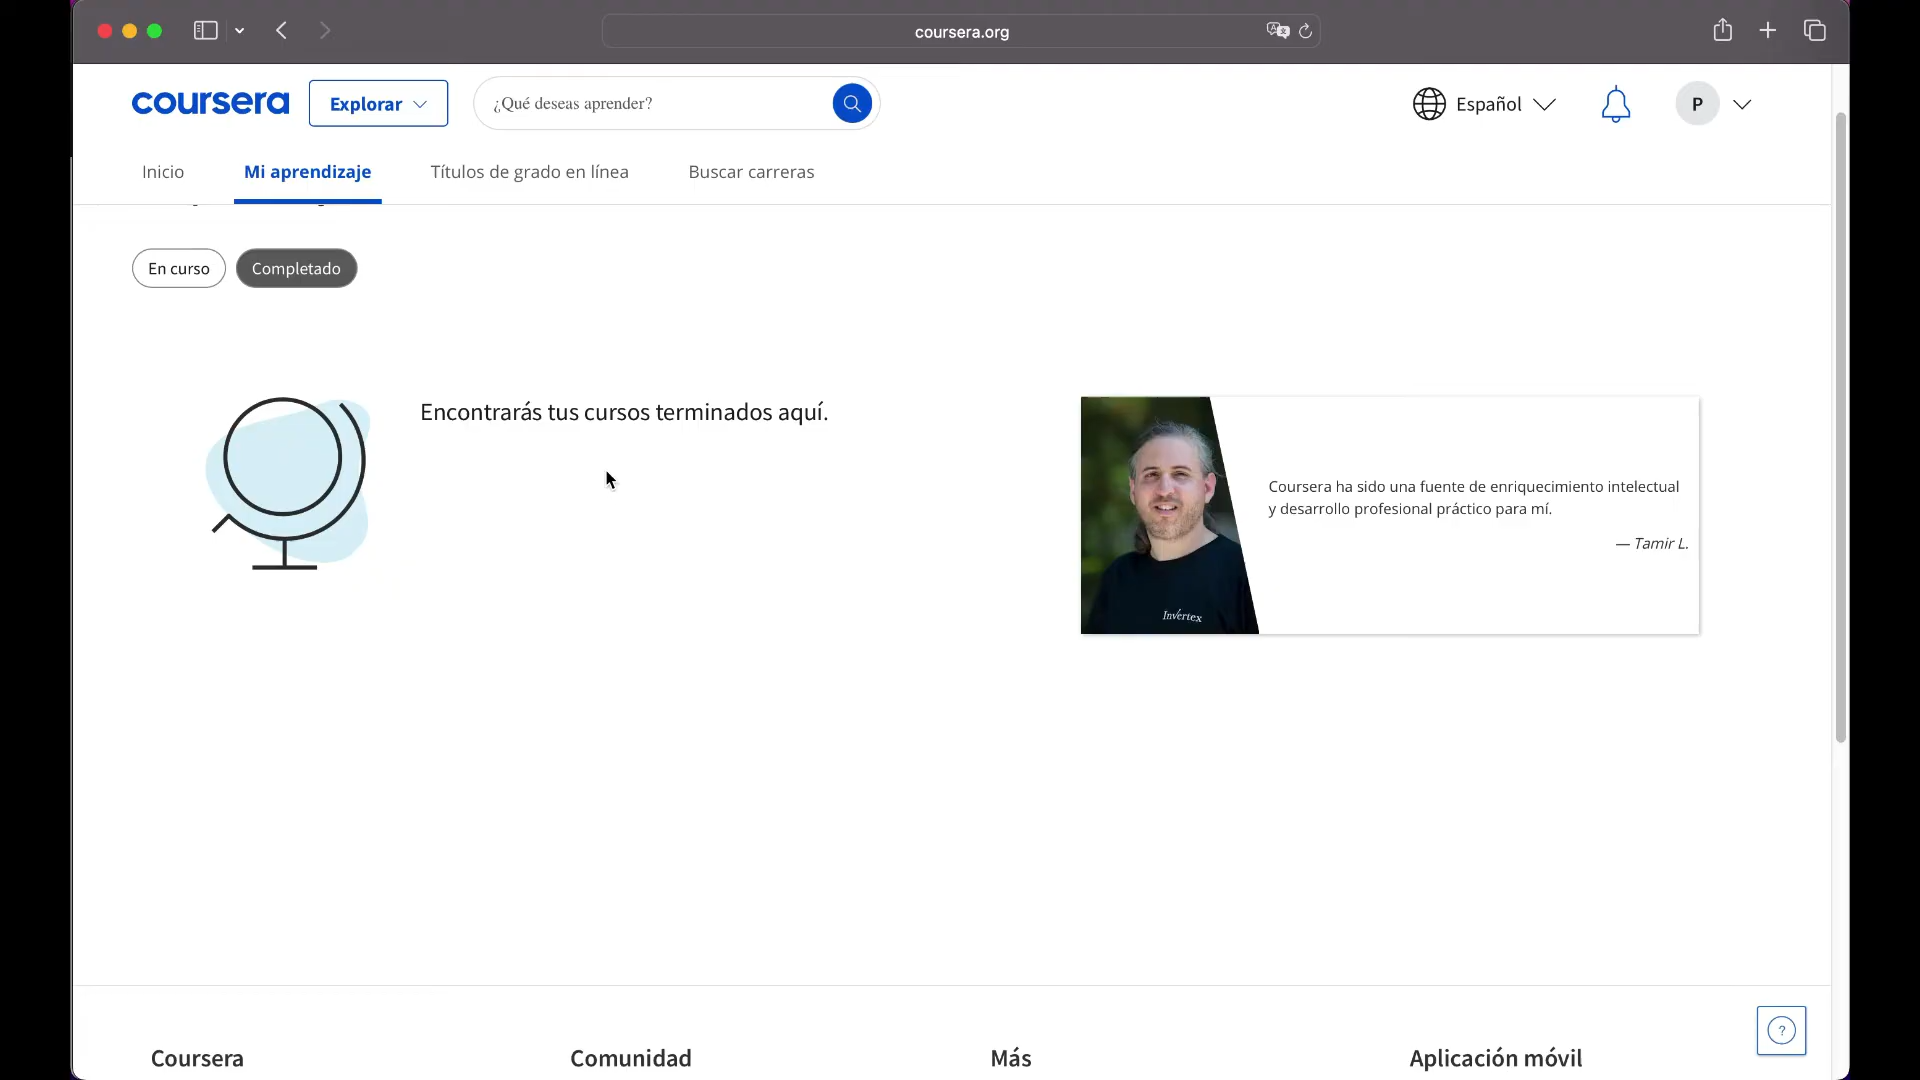 coursera.org
coursera
Explorar
¿Qué deseas aprender?
Español
P
Inicio
Mi aprendizaje
Títulos de grado en línea
Buscar carreras
En curso
Completado
Encontrarás tus cursos terminados aquí.
Coursera ha sido una fuente de enriquecimiento intelectual
y desarrollo profesional práctico para mí.
— Tamir L.
Invertex
?
Coursera
Comunidad
Más
Aplicación móvil